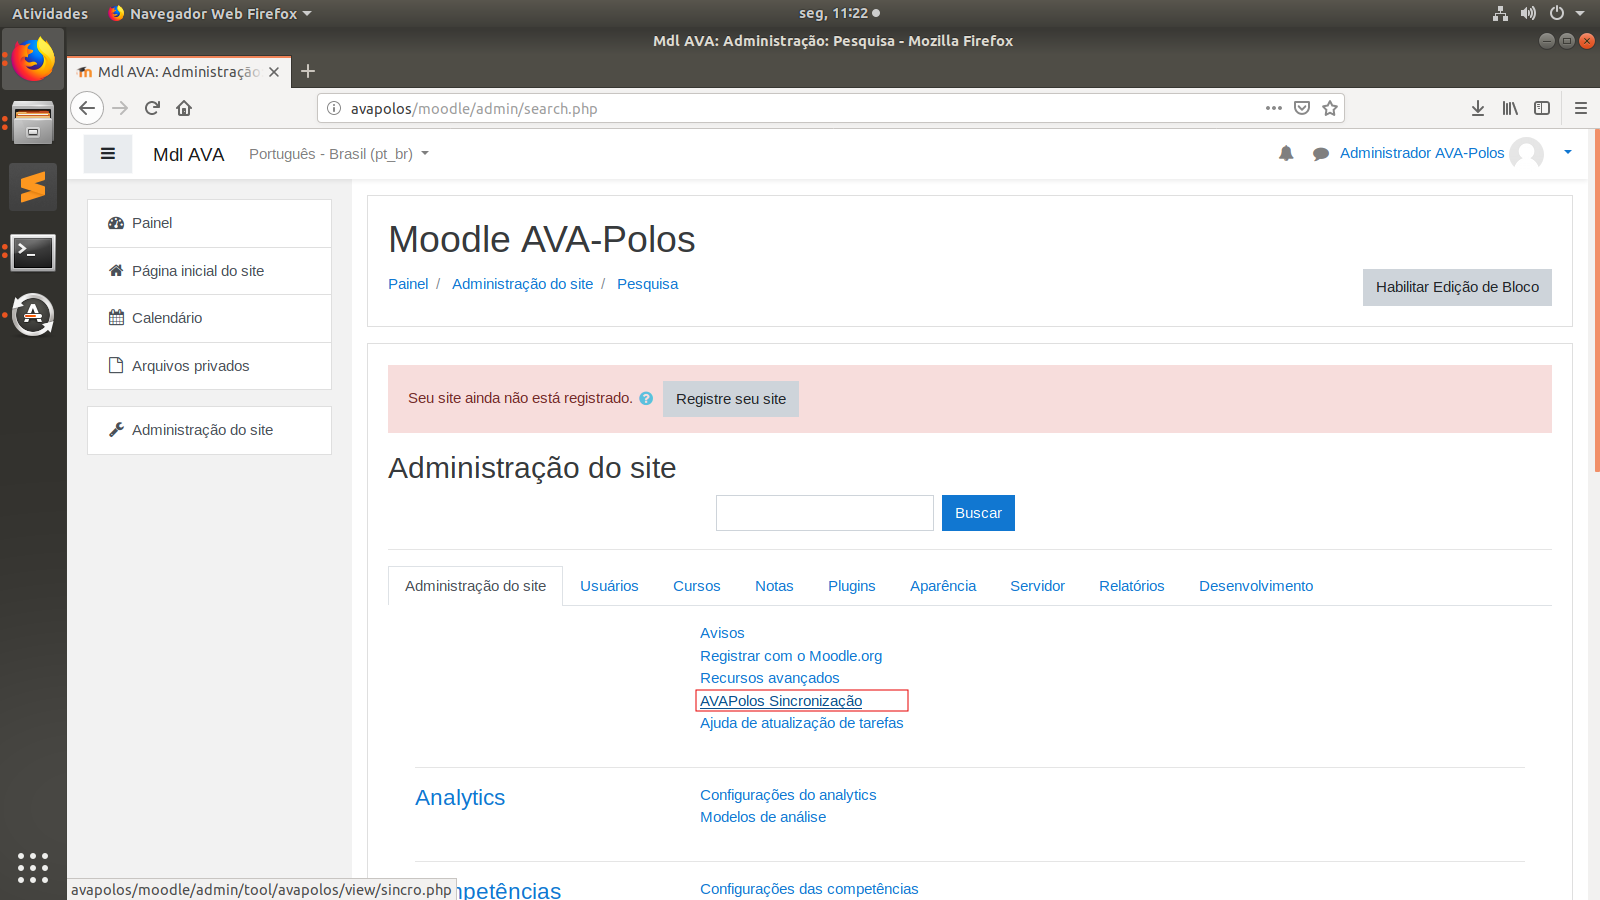 Atividades
Navegador Web Firefox
seg, 11:22
Mdl AVA: Administração: Pesquisa - Mozilla Firefox
Mdl AVA: Administração:
avapolos/moodle/admin/search.php
Mdl AVA
Português - Brasil (pt_br)
Administrador AVA-Polos
Painel
Página inicial do site
Calendário
Arquivos privados
Administração do site
Moodle AVA-Polos
Painel / Administração do site / Pesquisa
Habilitar Edição de Bloco
Seu site ainda não está registrado.
Registre seu site
Administração do site
Buscar
Administração do site
Usuários
Cursos
Notas
Plugins
Aparência
Servidor
Relatórios
Desenvolvimento
Avisos
Registrar com o Moodle.org
Recursos avançados
AVAPolos Sincronização
Ajuda de atualização de tarefas
Analytics
Configurações do analytics
Modelos de análise
Configurações das competências
avapolos/moodle/admin/tool/avapolos/view/sincro.php